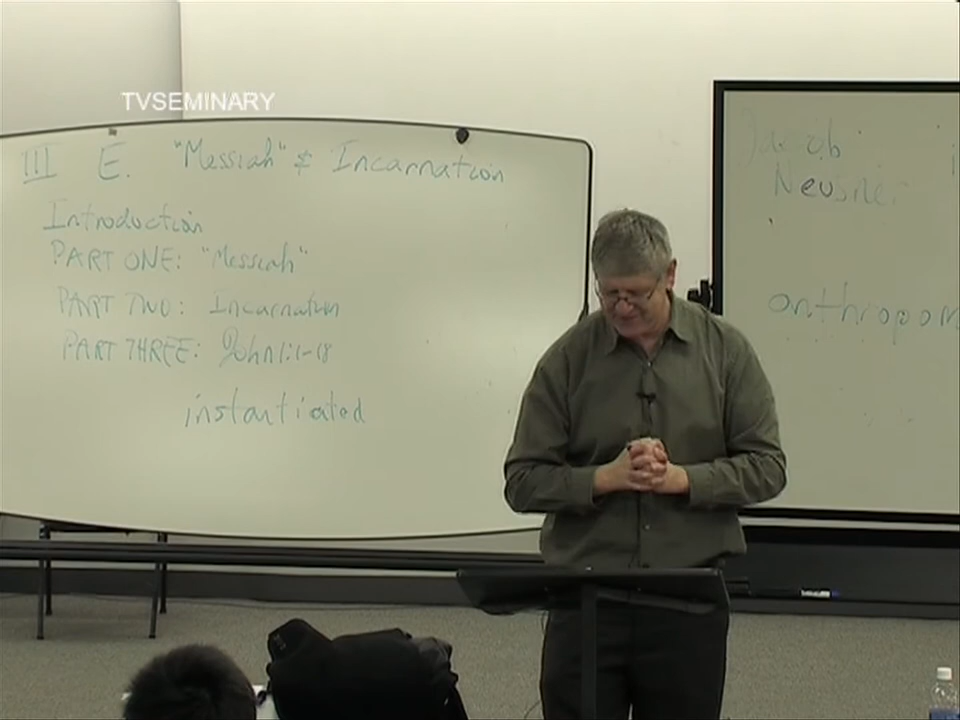 TVSEMINARY
III E. "Messiah" & Incarnation
Introduction
PART ONE: "Messiah"
PART TWO: Incarnation
PART THREE: John 1:1-18
instantiated
Jacob
Neusner
anthropom